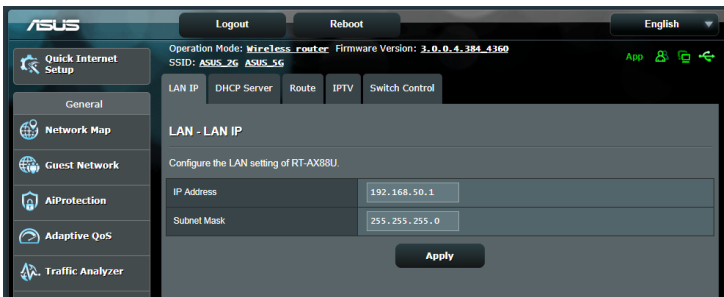 ASUS
Logout
Reboot
English
Quick Internet
Setup
Operation Mode: Wireless router Firmware Version: 3.0.0.4.384_4360
SSID: ASUS_2G ASUS_5G
App
General
LAN IP
DHCP Server
Route
IPTV
Switch Control
Network Map
LAN - LAN IP
Guest Network
Configure the LAN setting of RT-AX88U.
AiProtection
IP Address
192.168.50.1
Subnet Mask
255.255.255.0
Adaptive QoS
Apply
Traffic Analyzer